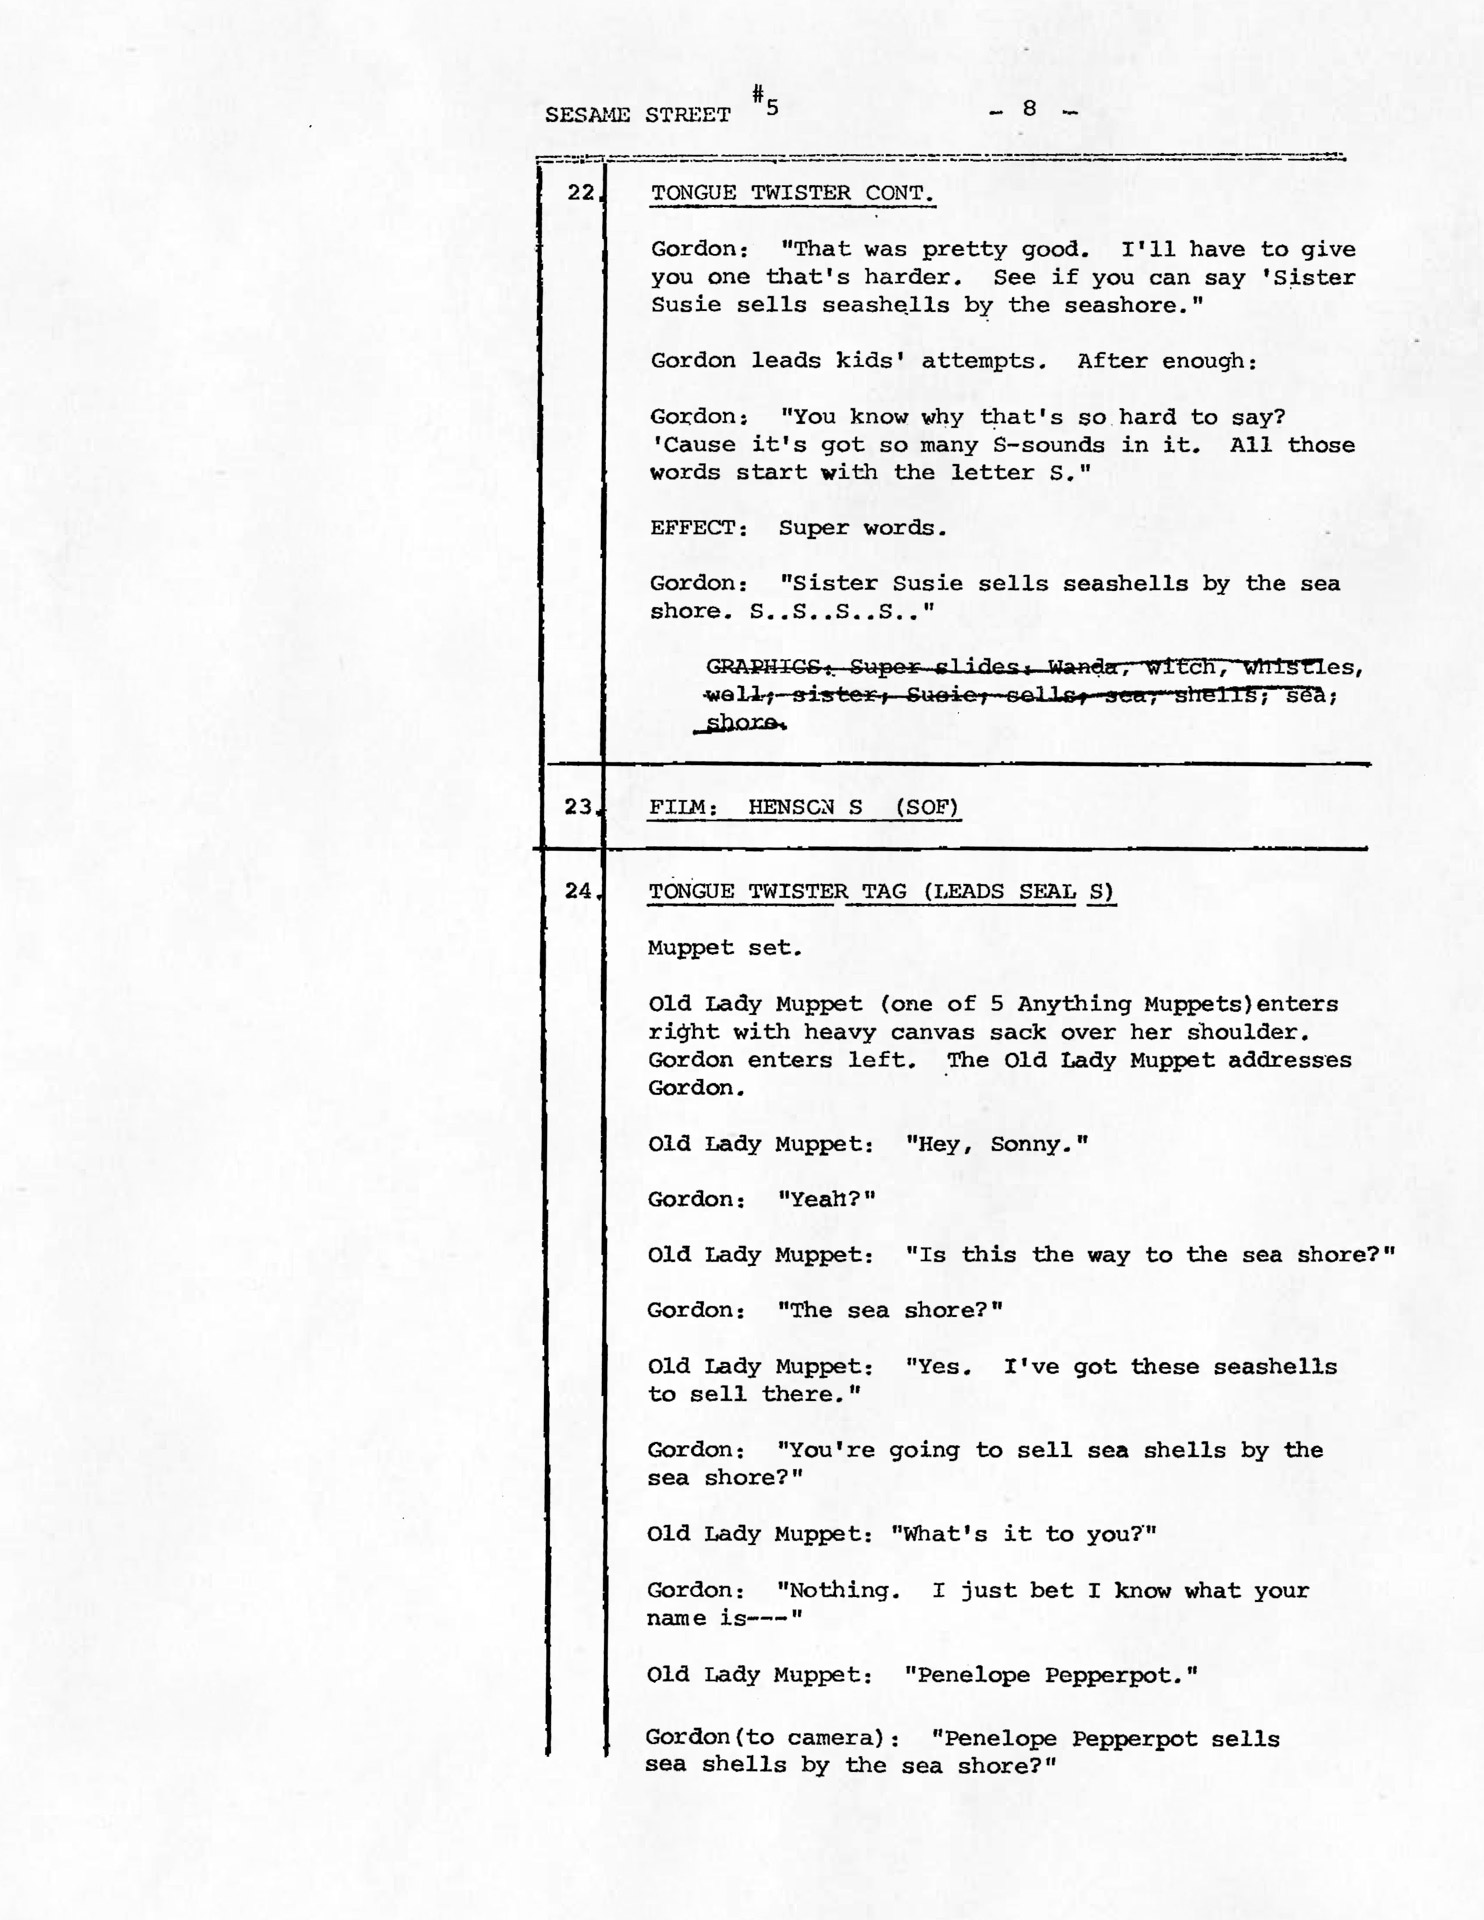 SESAME STREET #5 - 8 -
22. TONGUE TWISTER CONT.
Gordon: "That was pretty good. I'll have to give
you one that's harder. See if you can say 'Sister
Susie sells seashells by the seashore."
Gordon leads kids' attempts. After enough:
Gordon: "You know why that's so hard to say?
'Cause it's got so many S-sounds in it. All those
words start with the letter S."
EFFECT: Super words.
Gordon: "Sister Susie sells seashells by the sea
shore. S..S..S..S.."
GRAPHICS: Super slides: Wanda, witch, whistles,
well; sister; Susie; sells; sea; shells; sea;
shore.
23. FILM: HENSON S (SOF)
24. TONGUE TWISTER TAG (LEADS SEAL S)
Muppet set.
Old Lady Muppet (one of 5 Anything Muppets)enters
right with heavy canvas sack over her shoulder.
Gordon enters left. The Old Lady Muppet addresses
Gordon.
Old Lady Muppet: "Hey, Sonny."
Gordon: "Yeah?"
Old Lady Muppet: "Is this the way to the sea shore?"
Gordon: "The sea shore?"
Old Lady Muppet: "Yes. I've got these seashells
to sell there."
Gordon: "You're going to sell sea shells by the
sea shore?"
Old Lady Muppet: "What's it to you?"
Gordon: "Nothing. I just bet I know what your
name is---"
Old Lady Muppet: "Penelope Pepperpot."
Gordon(to camera): "Penelope Pepperpot sells
sea shells by the sea shore?"